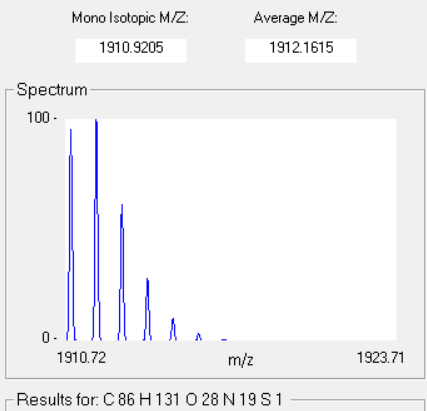 Mono Isotopic M/Z: Average M/Z:
1910.9205 1912.1615
Spectrum
100 -
0 -
1910.72 m/z 1923.71
Results for: C 86 H 131 O 28 N 19 S 1